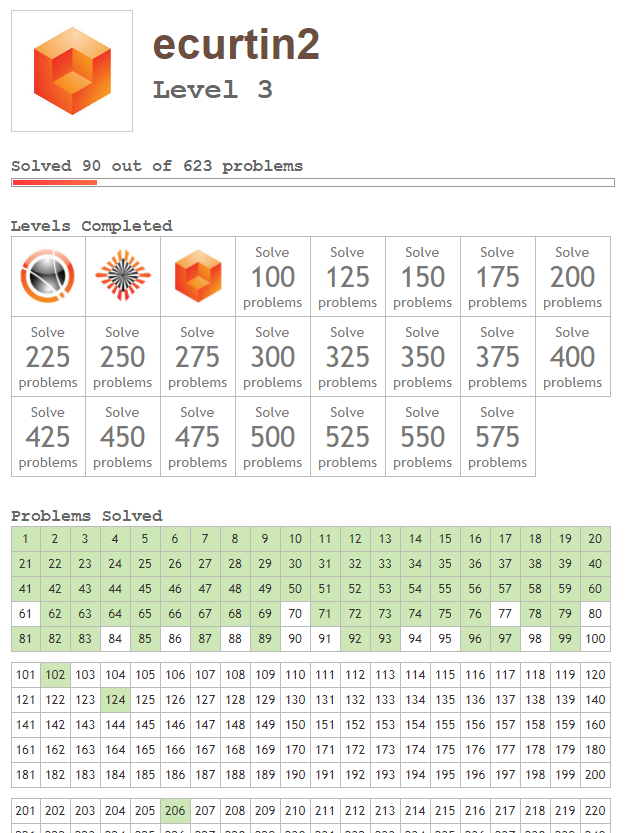 ecurtin2
Level 3
Solved 90 out of 623 problems
Levels Completed
Solve Solve Solve Solve Solve
100 125 150 175 200
problems problems problems problems problems
Solve Solve Solve Solve Solve Solve Solve Solve
225 250 275 300 325 350 375 400
problems problems problems problems problems problems problems problems
Solve Solve Solve Solve Solve Solve Solve
425 450 475 500 525 550 575
problems problems problems problems problems problems problems
Problems Solved
1 2 3 4 5 6 7 8 9 10 11 12 13 14 15 16 17 18 19 20
21 22 23 24 25 26 27 28 29 30 31 32 33 34 35 36 37 38 39 40
41 42 43 44 45 46 47 48 49 50 51 52 53 54 55 56 57 58 59 60
61 62 63 64 65 66 67 68 69 70 71 72 73 74 75 76 77 78 79 80
81 82 83 84 85 86 87 88 89 90 91 92 93 94 95 96 97 98 99 100
101 102 103 104 105 106 107 108 109 110 111 112 113 114 115 116 117 118 119 120
121 122 123 124 125 126 127 128 129 130 131 132 133 134 135 136 137 138 139 140
141 142 143 144 145 146 147 148 149 150 151 152 153 154 155 156 157 158 159 160
161 162 163 164 165 166 167 168 169 170 171 172 173 174 175 176 177 178 179 180
181 182 183 184 185 186 187 188 189 190 191 192 193 194 195 196 197 198 199 200
201 202 203 204 205 206 207 208 209 210 211 212 213 214 215 216 217 218 219 220